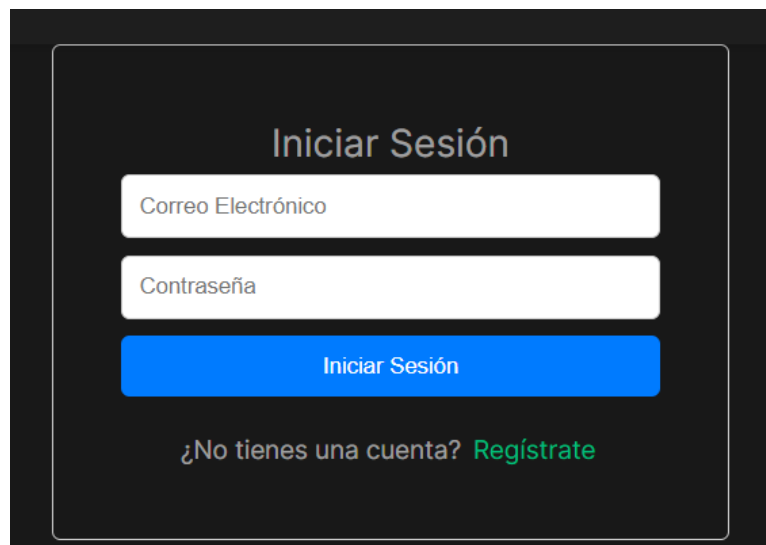 Iniciar Sesión
Correo Electrónico
Contraseña
Iniciar Sesión
¿No tienes una cuenta? Regístrate